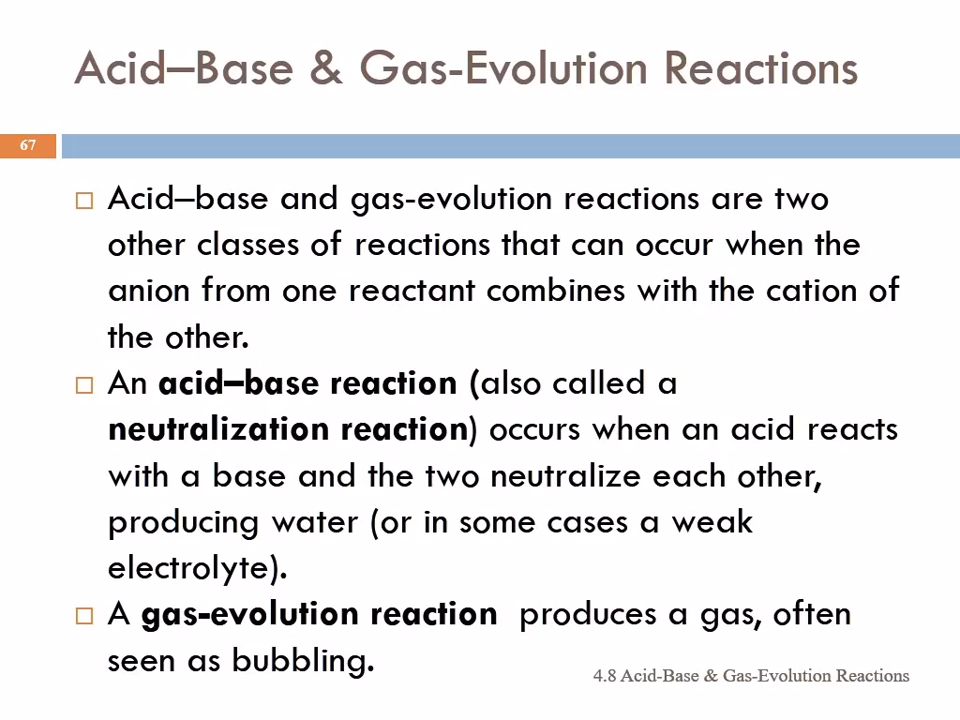 Acid–Base & Gas-Evolution Reactions
67
Acid–base and gas-evolution reactions are two
other classes of reactions that can occur when the
anion from one reactant combines with the cation of
the other.
An acid–base reaction (also called a
neutralization reaction) occurs when an acid reacts
with a base and the two neutralize each other,
producing water (or in some cases a weak
electrolyte).
A gas-evolution reaction produces a gas, often
seen as bubbling.
4.8 Acid-Base & Gas-Evolution Reactions